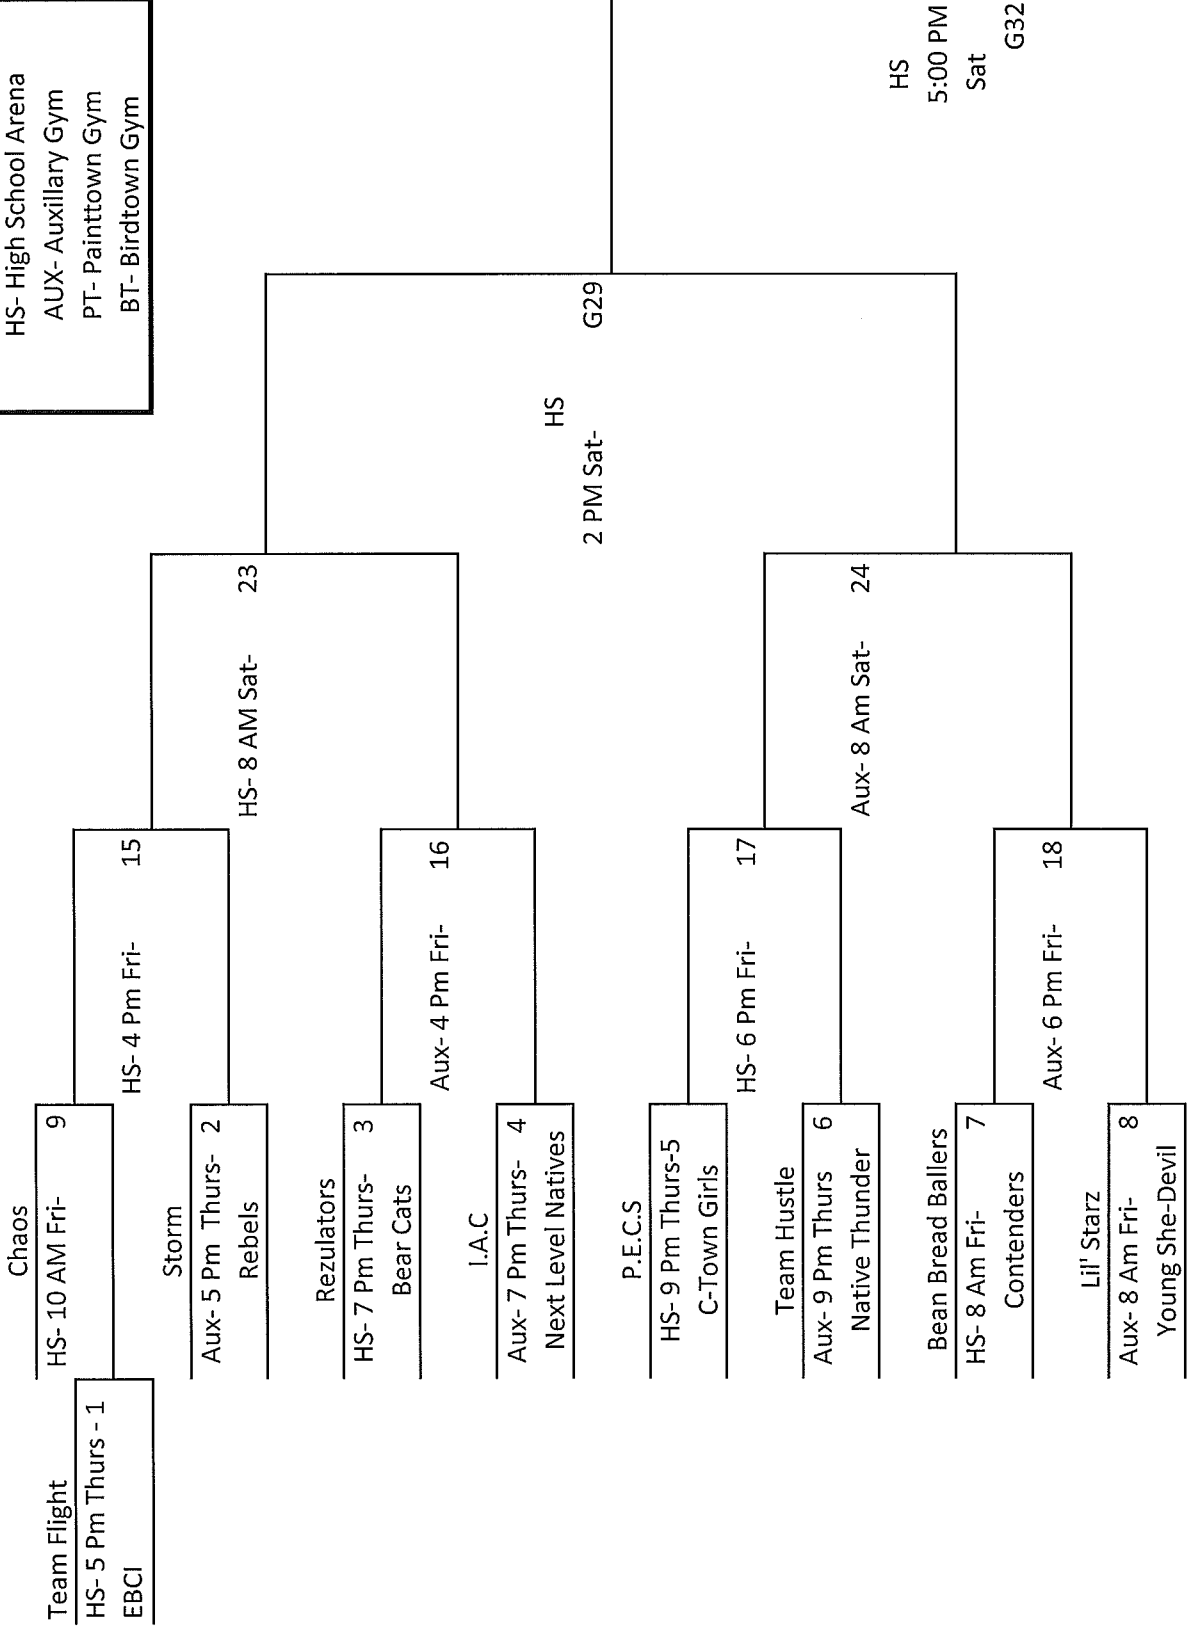 HS- High School Arena
AUX- Auxillary Gym
PT- Painttown Gym
BT- Birdtown Gym
Chaos
HS- 10 AM Fri- 9
Team Flight
HS- 5 Pm Thurs - 1
EBCI
HS- 4 Pm Fri- 15
Storm
Aux- 5 Pm Thurs- 2
Rebels
HS- 8 AM Sat- 23
Rezulators
HS- 7 Pm Thurs- 3
Bear Cats
Aux- 4 Pm Fri- 16
I.A.C
Aux- 7 Pm Thurs- 4
Next Level Natives
HS
2 PM Sat- G29
P.E.C.S
HS- 9 Pm Thurs-5
C-Town Girls
HS- 6 Pm Fri- 17
Team Hustle
Aux- 9 Pm Thurs 6
Native Thunder
Aux- 8 Am Sat- 24
Bean Bread Ballers
HS- 8 Am Fri- 7
Contenders
Aux- 6 Pm Fri- 18
Lil' Starz
Aux- 8 Am Fri- 8
Young She-Devil
HS
5:00 PM
Sat
G32